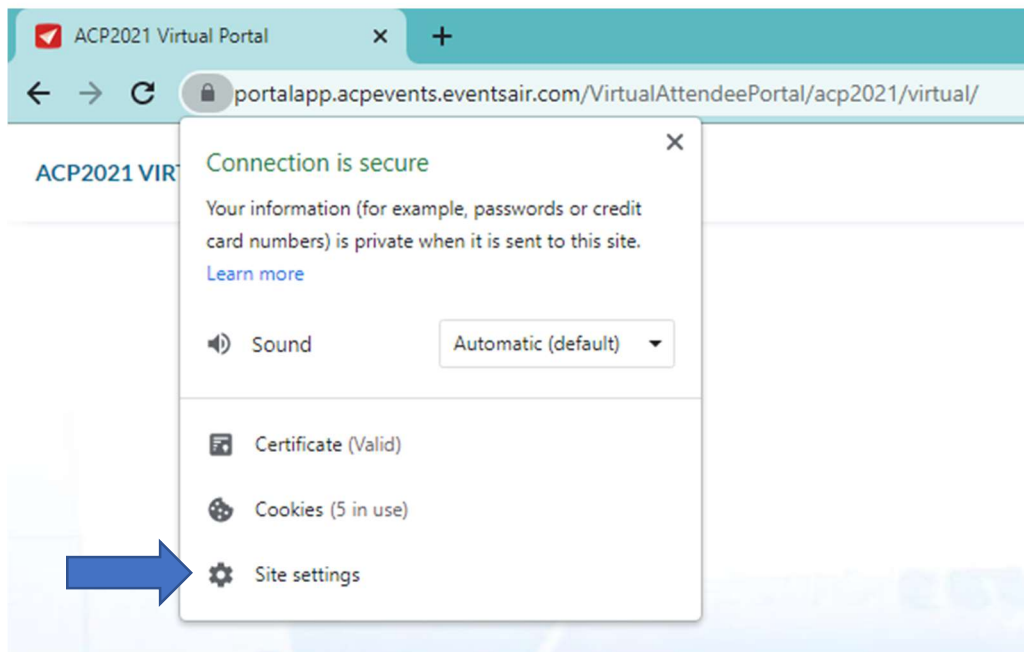 ACP2021 Virtual Portal
portalapp.acpevents.eventsair.com/VirtualAttendeePortal/acp2021/virtual/
ACP2021 VIR
Connection is secure
Your information (for example, passwords or credit
card numbers) is private when it is sent to this site.
Learn more
Sound Automatic (default)
Certificate (Valid)
Cookies (5 in use)
Site settings